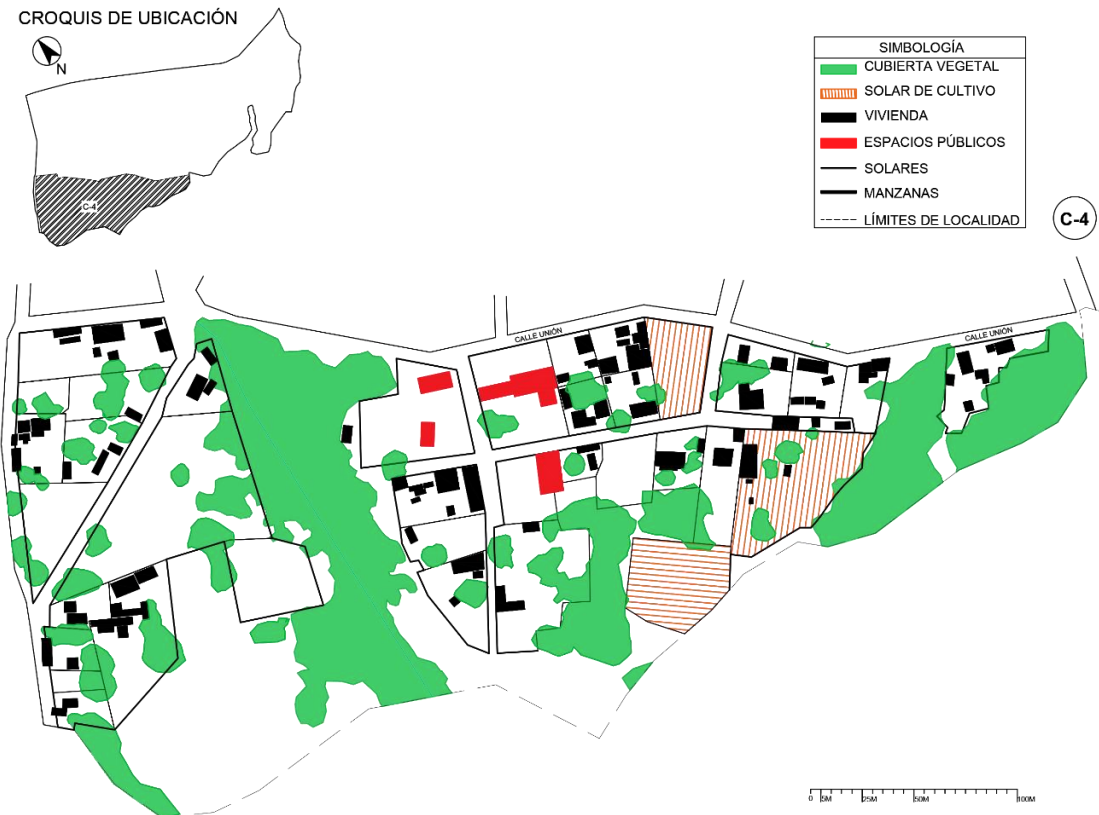 CROQUIS DE UBICACIÓN
N
C-4
SIMBOLOGÍA
CUBIERTA VEGETAL
SOLAR DE CULTIVO
VIVIENDA
ESPACIOS PÚBLICOS
SOLARES
MANZANAS
LÍMITES DE LOCALIDAD
C-4
CALLE UNIÓN
CALLE UNIÓN
0 5M 25M 50M 100M